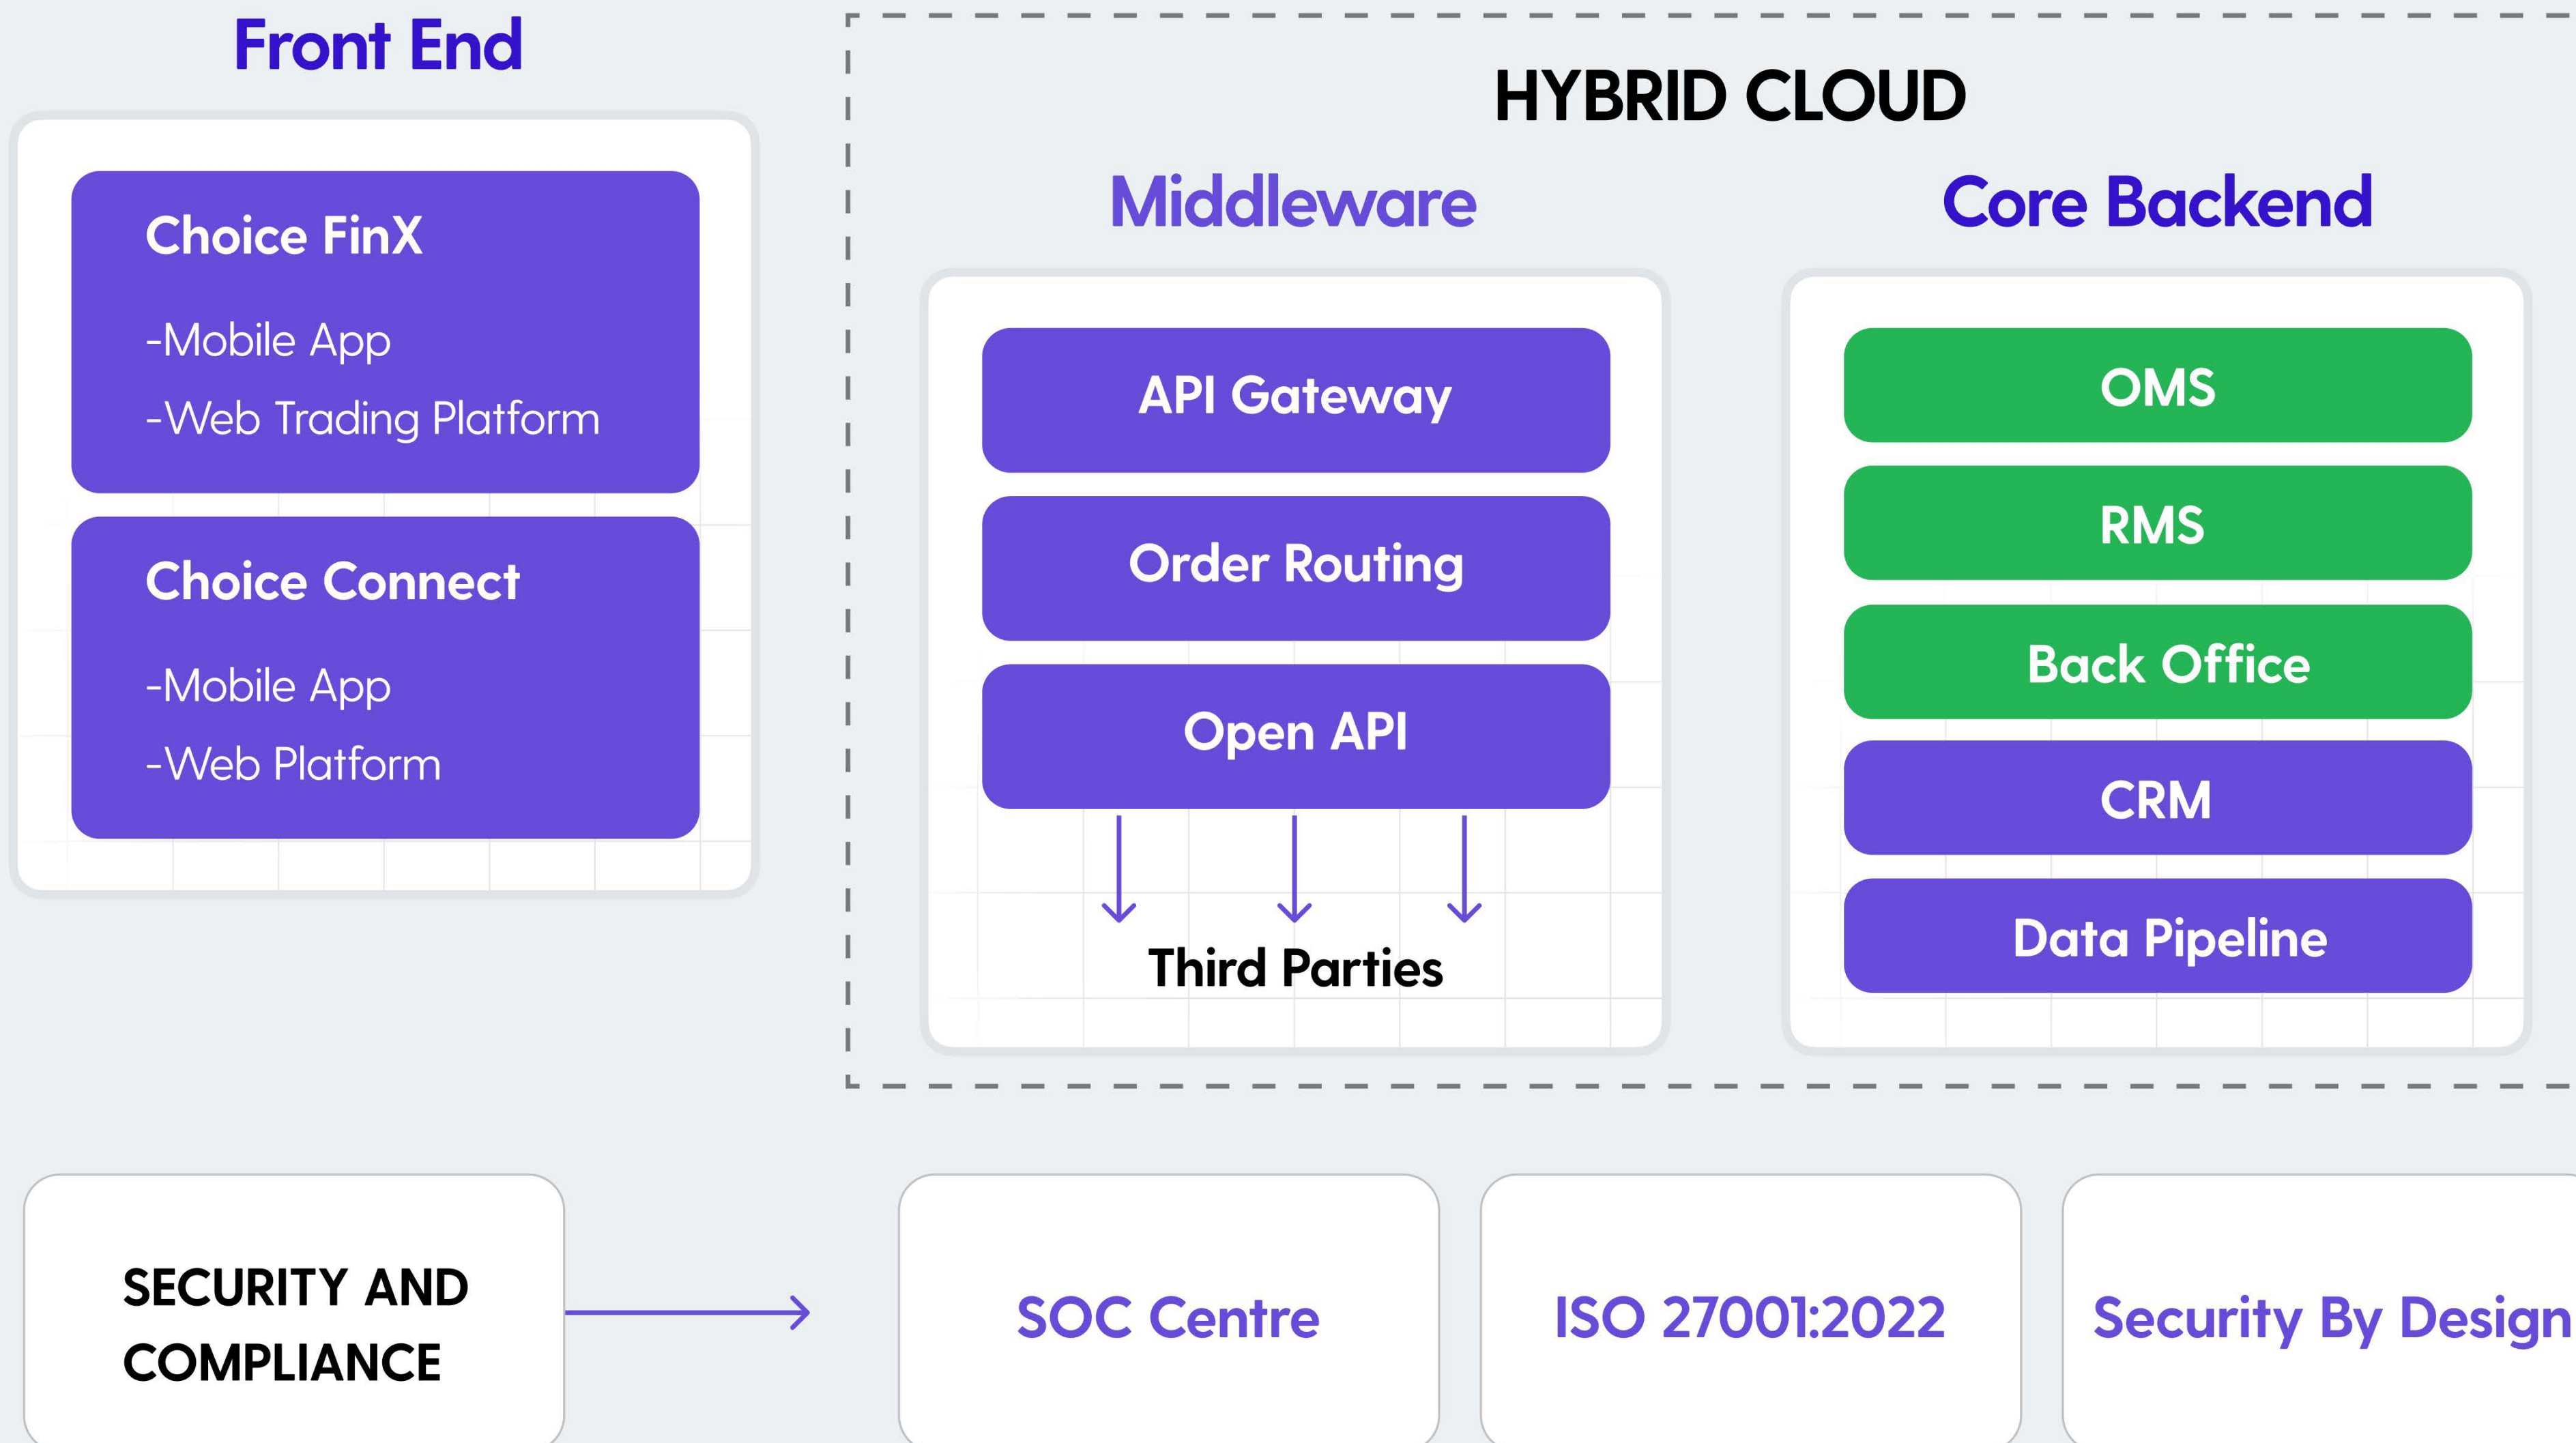 Front End
Choice FinX
-Mobile App
-Web Trading Platform
Choice Connect
-Mobile App
-Web Platform
HYBRID CLOUD
Middleware
API Gateway
Order Routing
Open API
Third Parties
Core Backend
OMS
RMS
Back Office
CRM
Data Pipeline
SECURITY AND
COMPLIANCE
SOC Centre
ISO 27001:2022
Security By Design